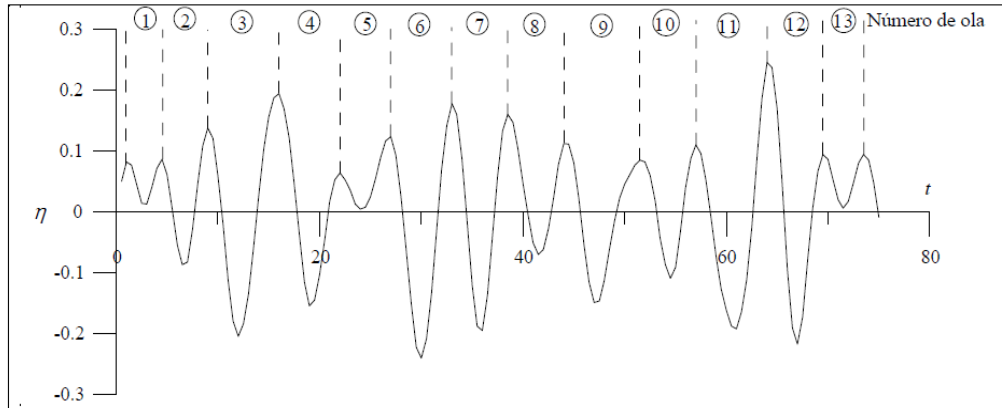 ① ② ③ ④ ⑤ ⑥ ⑦ ⑧ ⑨ ⑩ ⑪ ⑫ ⑬ Número de ola
0.3
0.2
0.1
η 0 t
0 20 40 60 80
-0.1
-0.2
-0.3